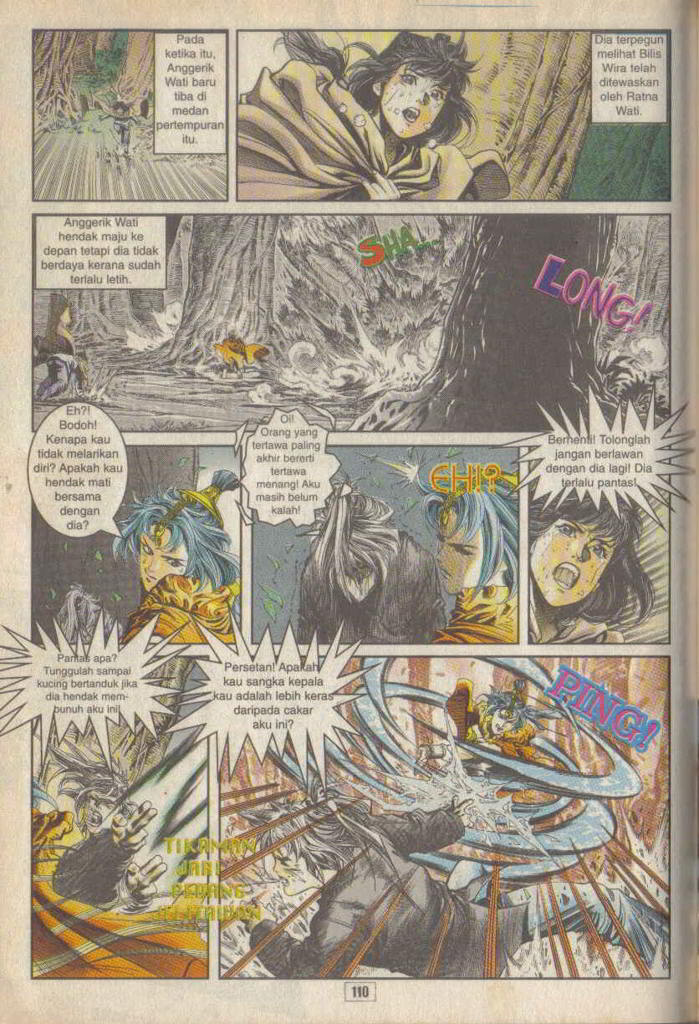 Pada
ketika itu,
Anggerik
Wati baru
tiba di
medan
pertempuran
itu.
Dia terpegun
melihat Bilis
Wira telah
ditewaskan
oleh Ratna
Wati.
Anggerik Wati
hendak maju ke
depan tetapi dia tidak
berdaya kerana sudah
terlalu letih.
SHA...
LONG!
Eh?!
Bodoh!
Kenapa kau
tidak melarikan
diri? Apakah kau
hendak mati
bersama
dengan
dia?
Oi!
Orang yang
tertawa paling
akhir bererti
tertawa
menang! Aku
masih belum
kalah!
EH!?
Berhenti! Tolonglah
jangan berlawan
dengan dia lagi! Dia
terlalu pantas!
Pantas apa?
Tunggulah sampai
kucing bertanduk jika
dia hendak mem-
bunuh aku ini!
Persetan! Apakah
kau sangka kepala
kau adalah lebih keras
daripada cakar
aku ini?
PING!
TIKAMAN
JARI
PEDANG
110